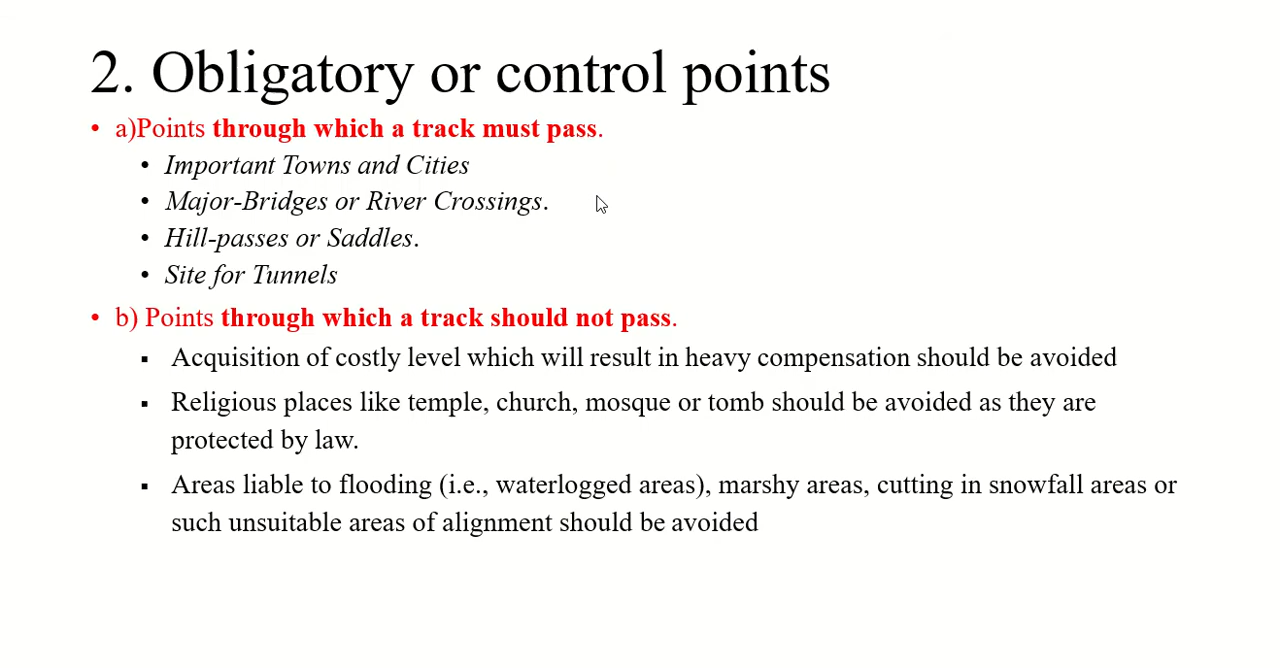 2. Obligatory or control points
• a)Points through which a track must pass.
• Important Towns and Cities
• Major-Bridges or River Crossings.
• Hill-passes or Saddles.
• Site for Tunnels
• b) Points through which a track should not pass.
▪ Acquisition of costly level which will result in heavy compensation should be avoided
▪ Religious places like temple, church, mosque or tomb should be avoided as they are
protected by law.
▪ Areas liable to flooding (i.e., waterlogged areas), marshy areas, cutting in snowfall areas or
such unsuitable areas of alignment should be avoided